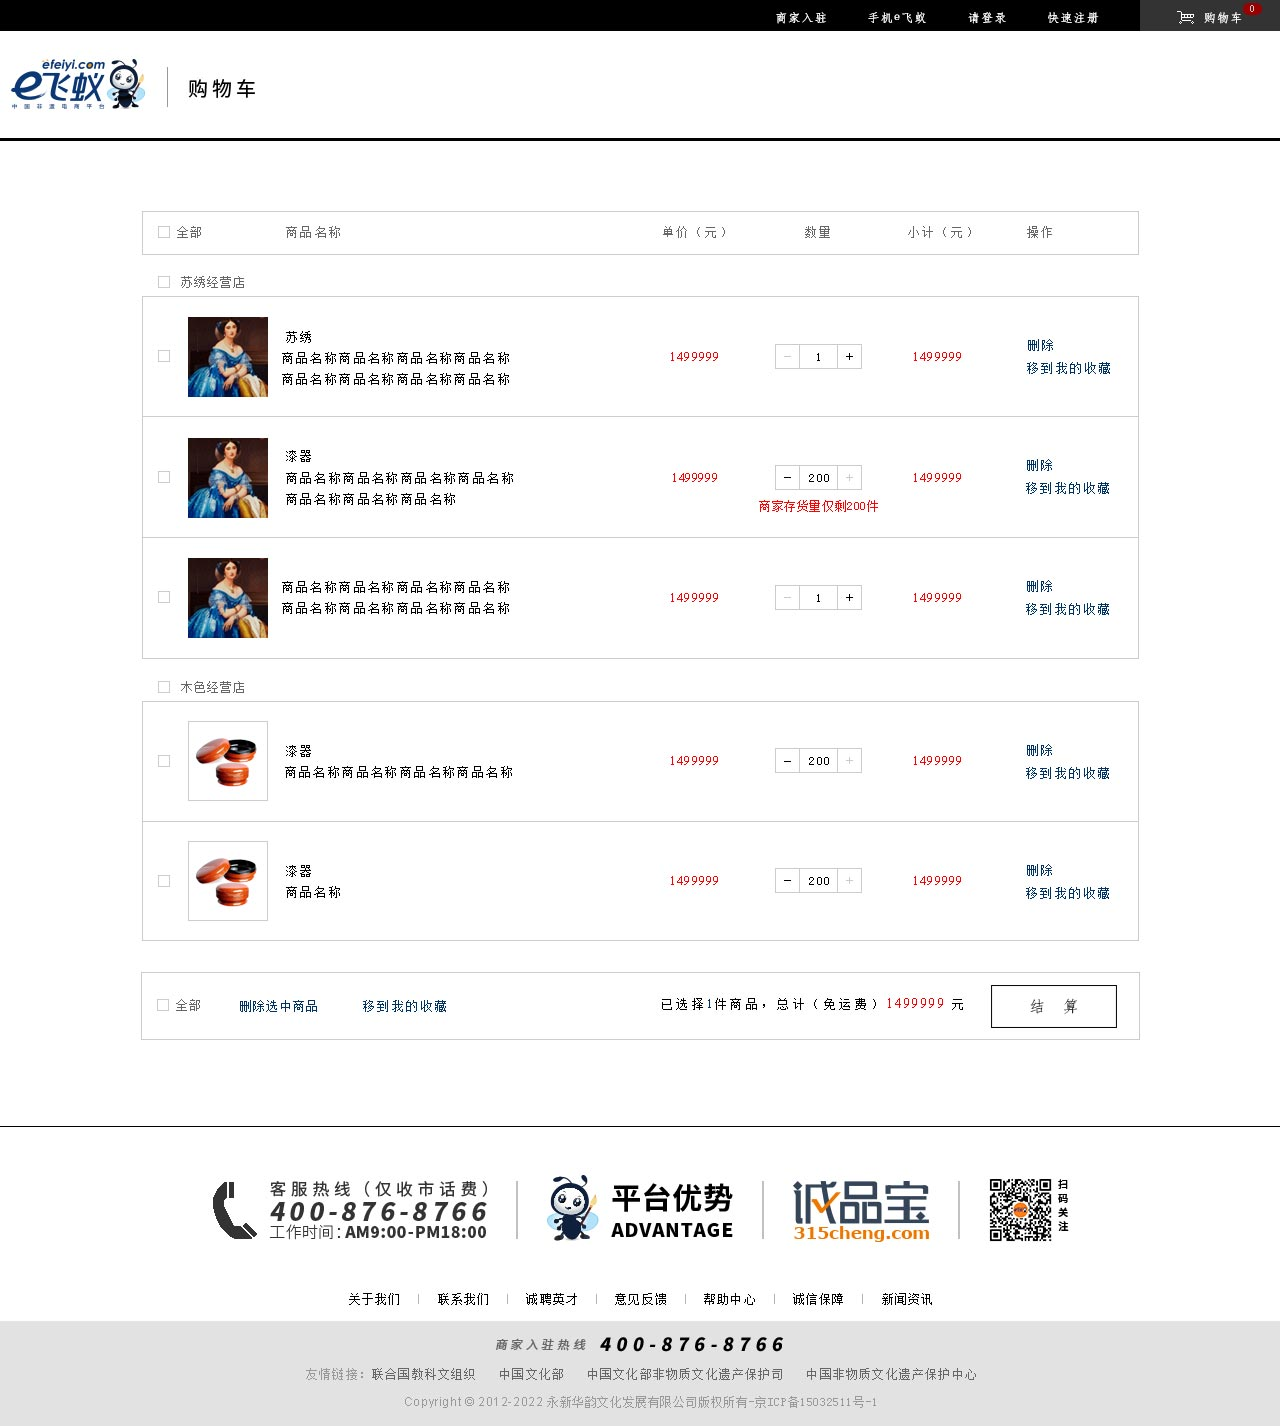 商家入驻 手机e飞蚁 请登录 快速注册 购物车 0
efeiyi.com
e飞蚁
中国非遗电商平台
购物车
全部 商品名称 单价（元） 数量 小计（元） 操作
苏绣经营店
苏绣
商品名称商品名称商品名称商品名称
商品名称商品名称商品名称商品名称
1499999 − 1 + 1499999
删除
移到我的收藏
漆器
商品名称商品名称商品名称商品名称
商品名称商品名称商品名称
1499999 − 200 + 1499999
商家存货量仅剩200件
删除
移到我的收藏
商品名称商品名称商品名称商品名称
商品名称商品名称商品名称商品名称
1499999 − 1 + 1499999
删除
移到我的收藏
木色经营店
漆器
商品名称商品名称商品名称商品名称
1499999 − 200 + 1499999
删除
移到我的收藏
漆器
商品名称
1499999 − 200 + 1499999
删除
移到我的收藏
全部 删除选中商品 移到我的收藏 已选择1件商品，总计（免运费）1499999 元 结 算
客服热线（仅收市话费）
400-876-8766
工作时间：AM9:00-PM18:00
平台优势
ADVANTAGE
诚品宝
315cheng.com
扫码关注
关于我们 联系我们 诚聘英才 意见反馈 帮助中心 诚信保障 新闻资讯
商家入驻热线 400-876-8766
友情链接：联合国教科文组织 中国文化部 中国文化部非物质文化遗产保护司 中国非物质文化遗产保护中心
Copyright © 2012-2022 永新华韵文化发展有限公司版权所有-京ICP备15032511号-1